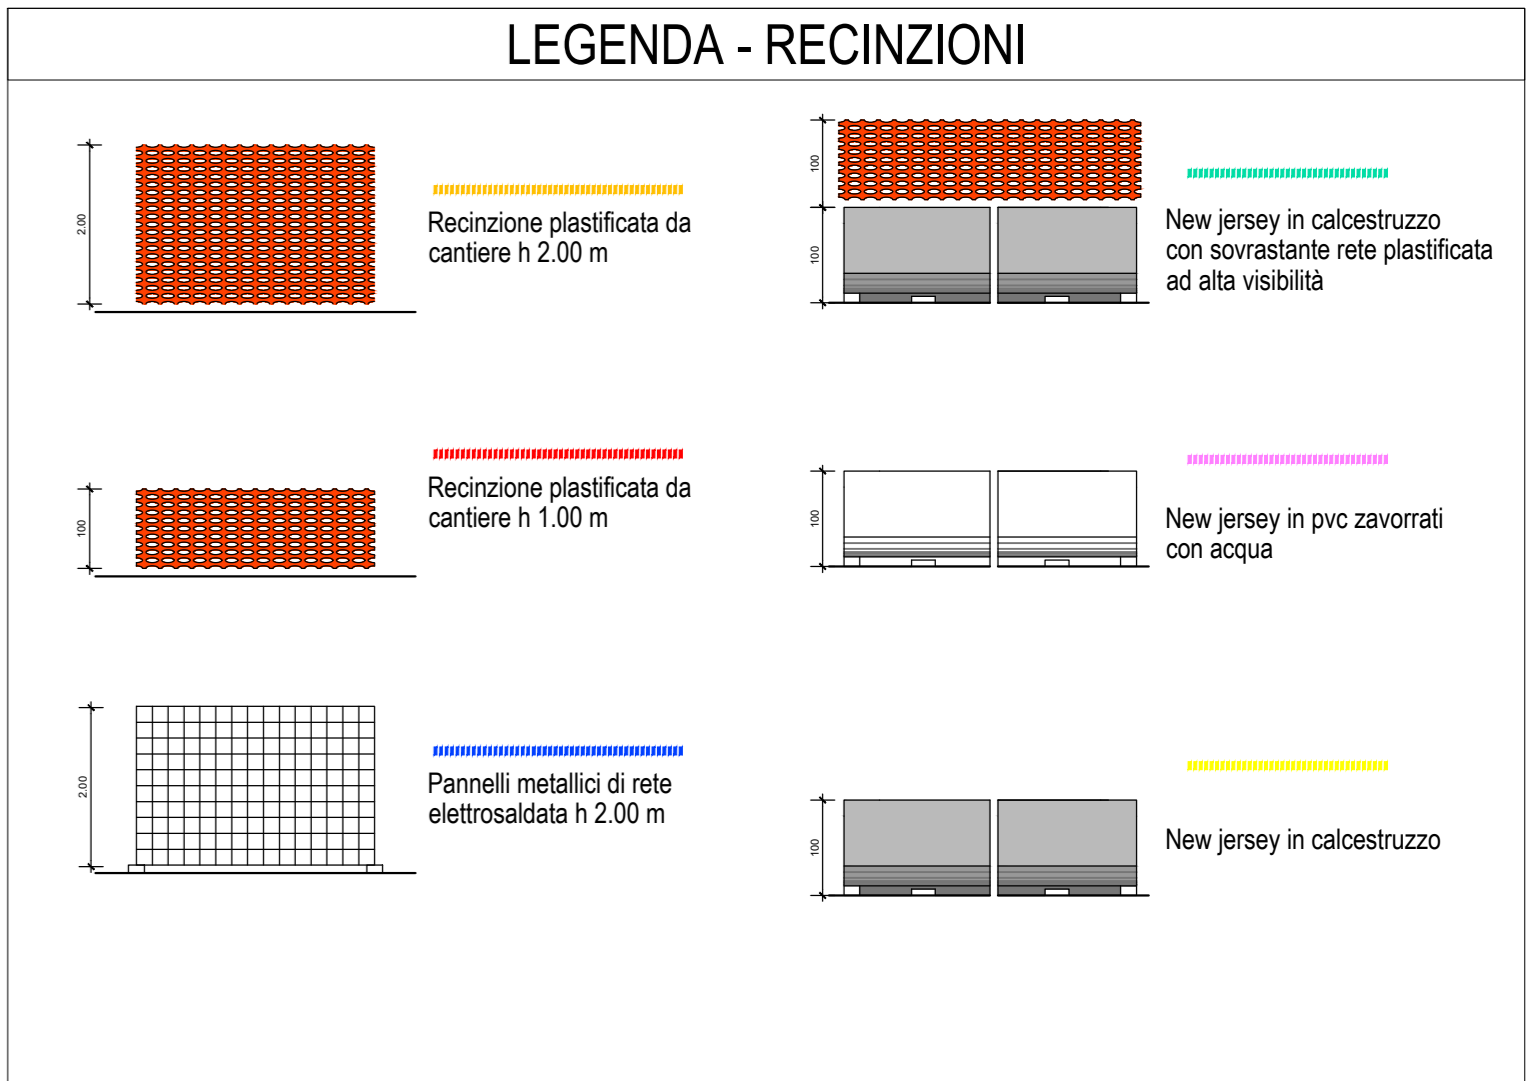 LEGENDA - RECINZIONI
2.00
Recinzione plastificata da
cantiere h 2.00 m
100
Recinzione plastificata da
cantiere h 1.00 m
2.00
Pannelli metallici di rete
elettrosaldata h 2.00 m
100
100
New jersey in calcestruzzo
con sovrastante rete plastificata
ad alta visibilità
100
New jersey in pvc zavorrati
con acqua
100
New jersey in calcestruzzo